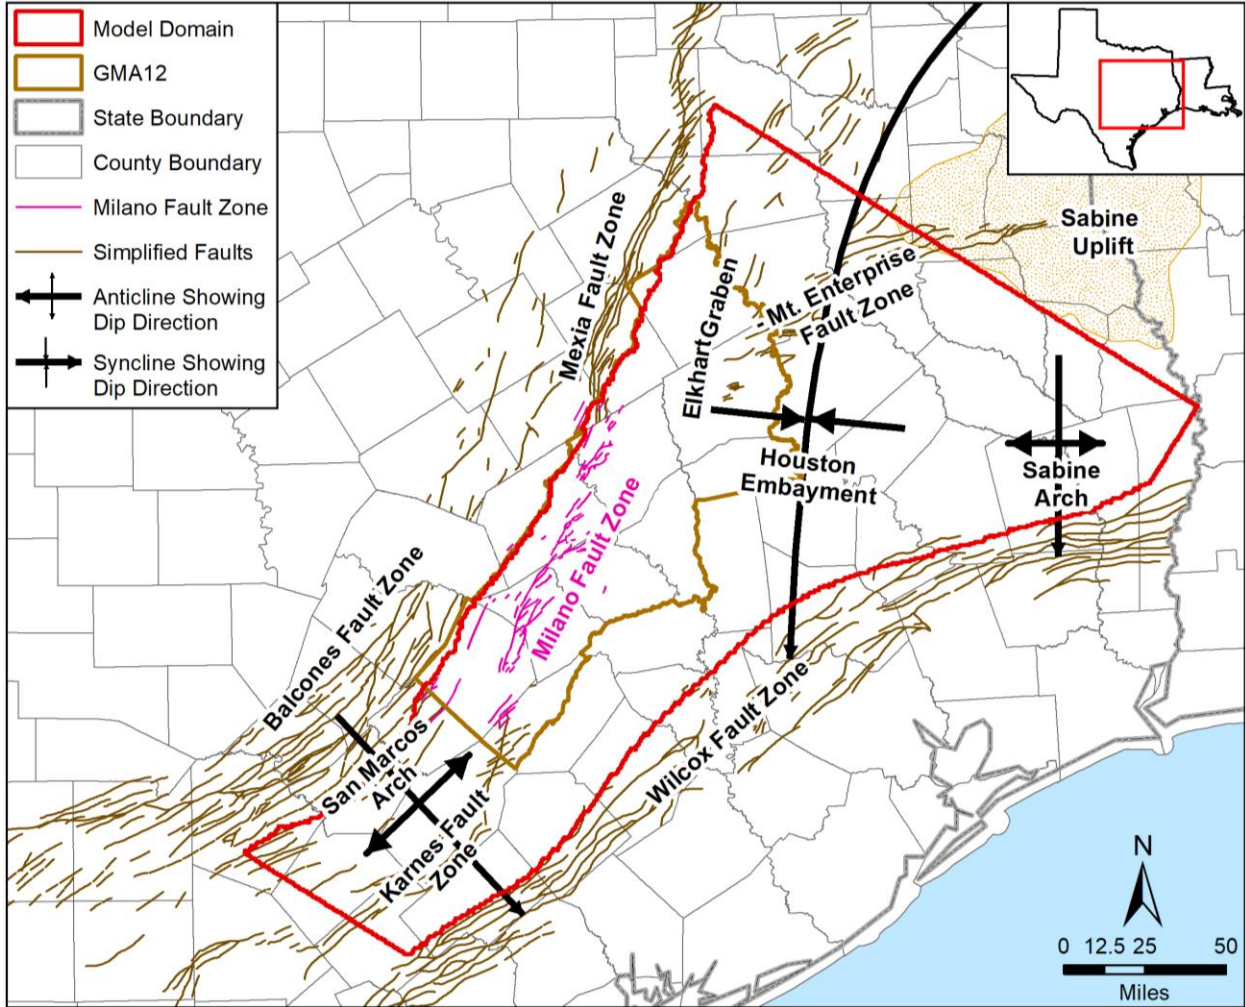 Model Domain
GMA12
State Boundary
County Boundary
Milano Fault Zone
Simplified Faults
Anticline Showing
Dip Direction
Syncline Showing
Dip Direction
Sabine
Uplift
Mexia Fault Zone
Elkhart Graben
- Mt. Enterprise
Fault Zone
Houston
Embayment
Sabine
Arch
Milano Fault Zone
Balcones Fault Zone
San Marcos
Arch
Karnes Fault
Zone
Wilcox Fault Zone
N
0 12.5 25 50
Miles